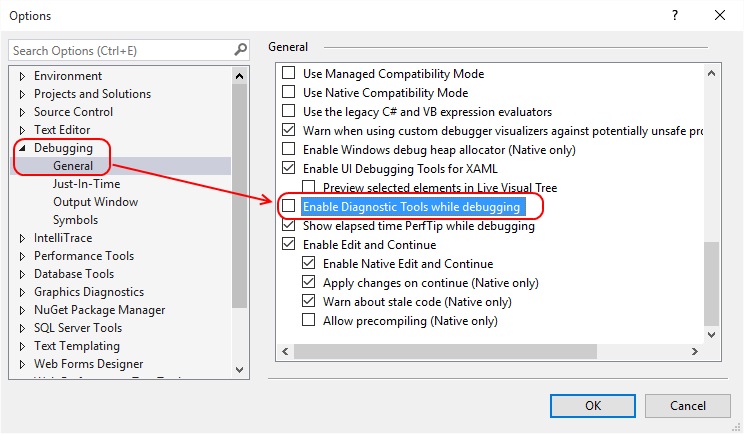 Options
?
Search Options (Ctrl+E)
Environment
Projects and Solutions
Source Control
Text Editor
Debugging
General
Just-In-Time
Output Window
Symbols
IntelliTrace
Performance Tools
Database Tools
Graphics Diagnostics
NuGet Package Manager
SQL Server Tools
Text Templating
Web Forms Designer
General
Use Managed Compatibility Mode
Use Native Compatibility Mode
Use the legacy C# and VB expression evaluators
Warn when using custom debugger visualizers against potentially unsafe pro
Enable Windows debug heap allocator (Native only)
Enable UI Debugging Tools for XAML
Preview selected elements in Live Visual Tree
Enable Diagnostic Tools while debugging
Show elapsed time PerfTip while debugging
Enable Edit and Continue
Enable Native Edit and Continue
Apply changes on continue (Native only)
Warn about stale code (Native only)
Allow precompiling (Native only)
OK
Cancel